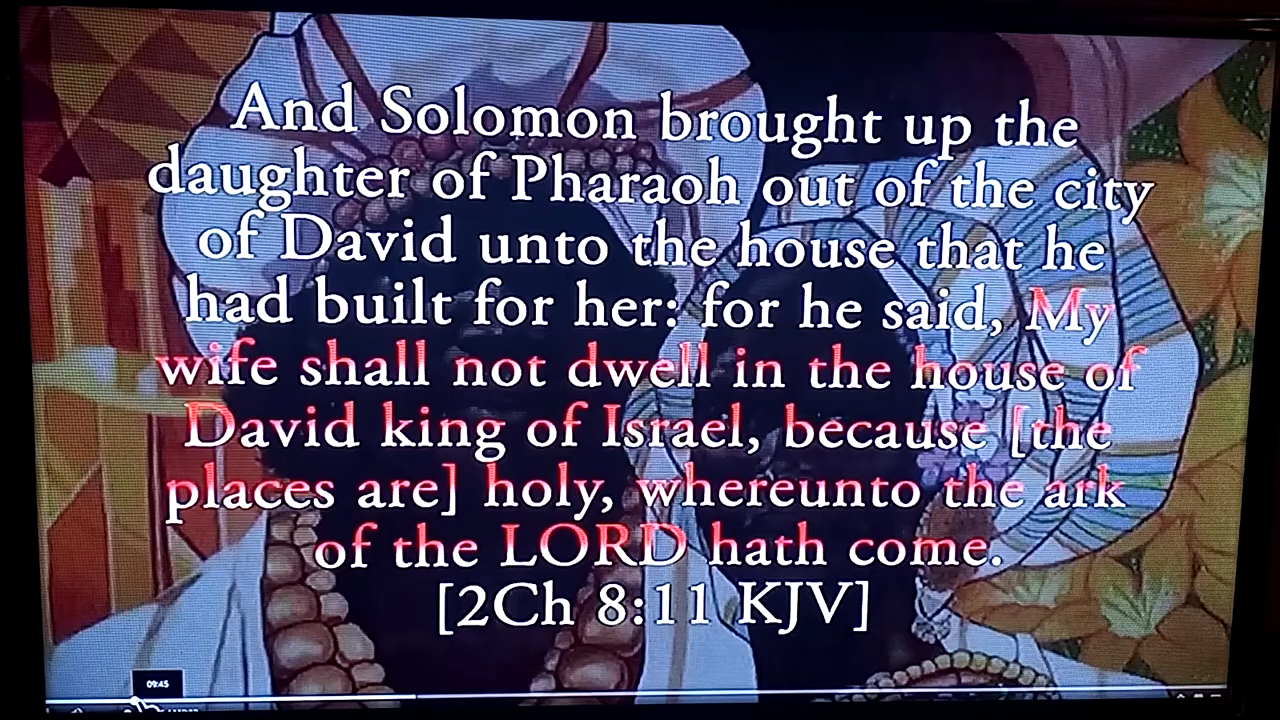 And Solomon brought up the
daughter of Pharaoh out of the city
of David unto the house that he
had built for her: for he said, My
wife shall not dwell in the house of
David king of Israel, because [the
places are] holy, whereunto the ark
of the LORD hath come.
[2Ch 8:11 KJV]
09:45